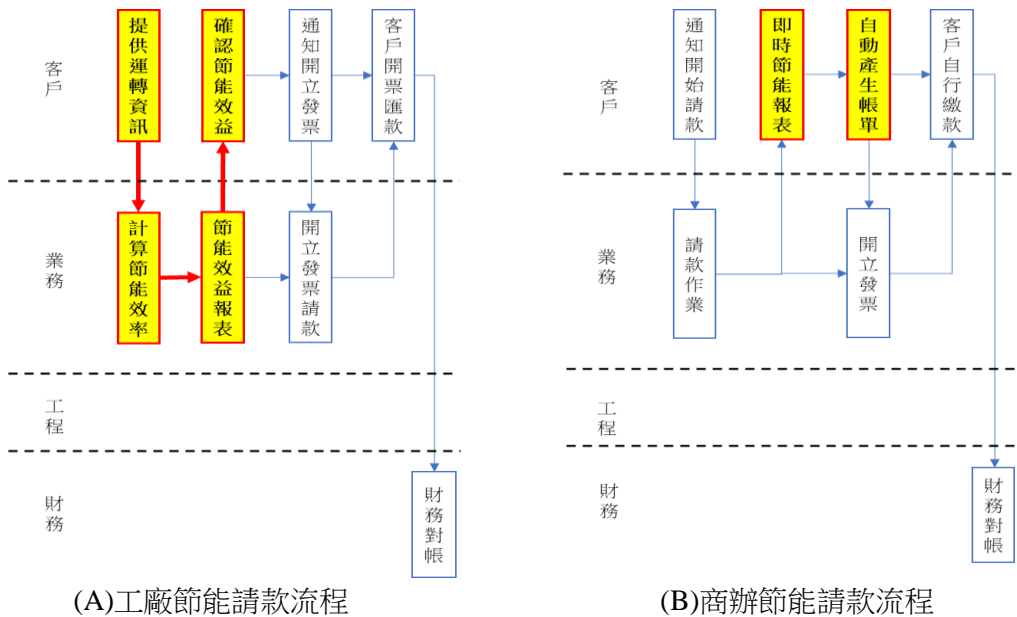 客戶
提供運轉資訊
確認節能效益
通知開立發票
客戶開票匯款
業務
計算節能效率
節能效益報表
開立發票請款
工程
財務
財務對帳
(A)工廠節能請款流程
客戶
通知開始請款
即時節能報表
自動產生帳單
客戶自行繳款
業務
請款作業
開立發票
工程
財務
財務對帳
(B)商辦節能請款流程